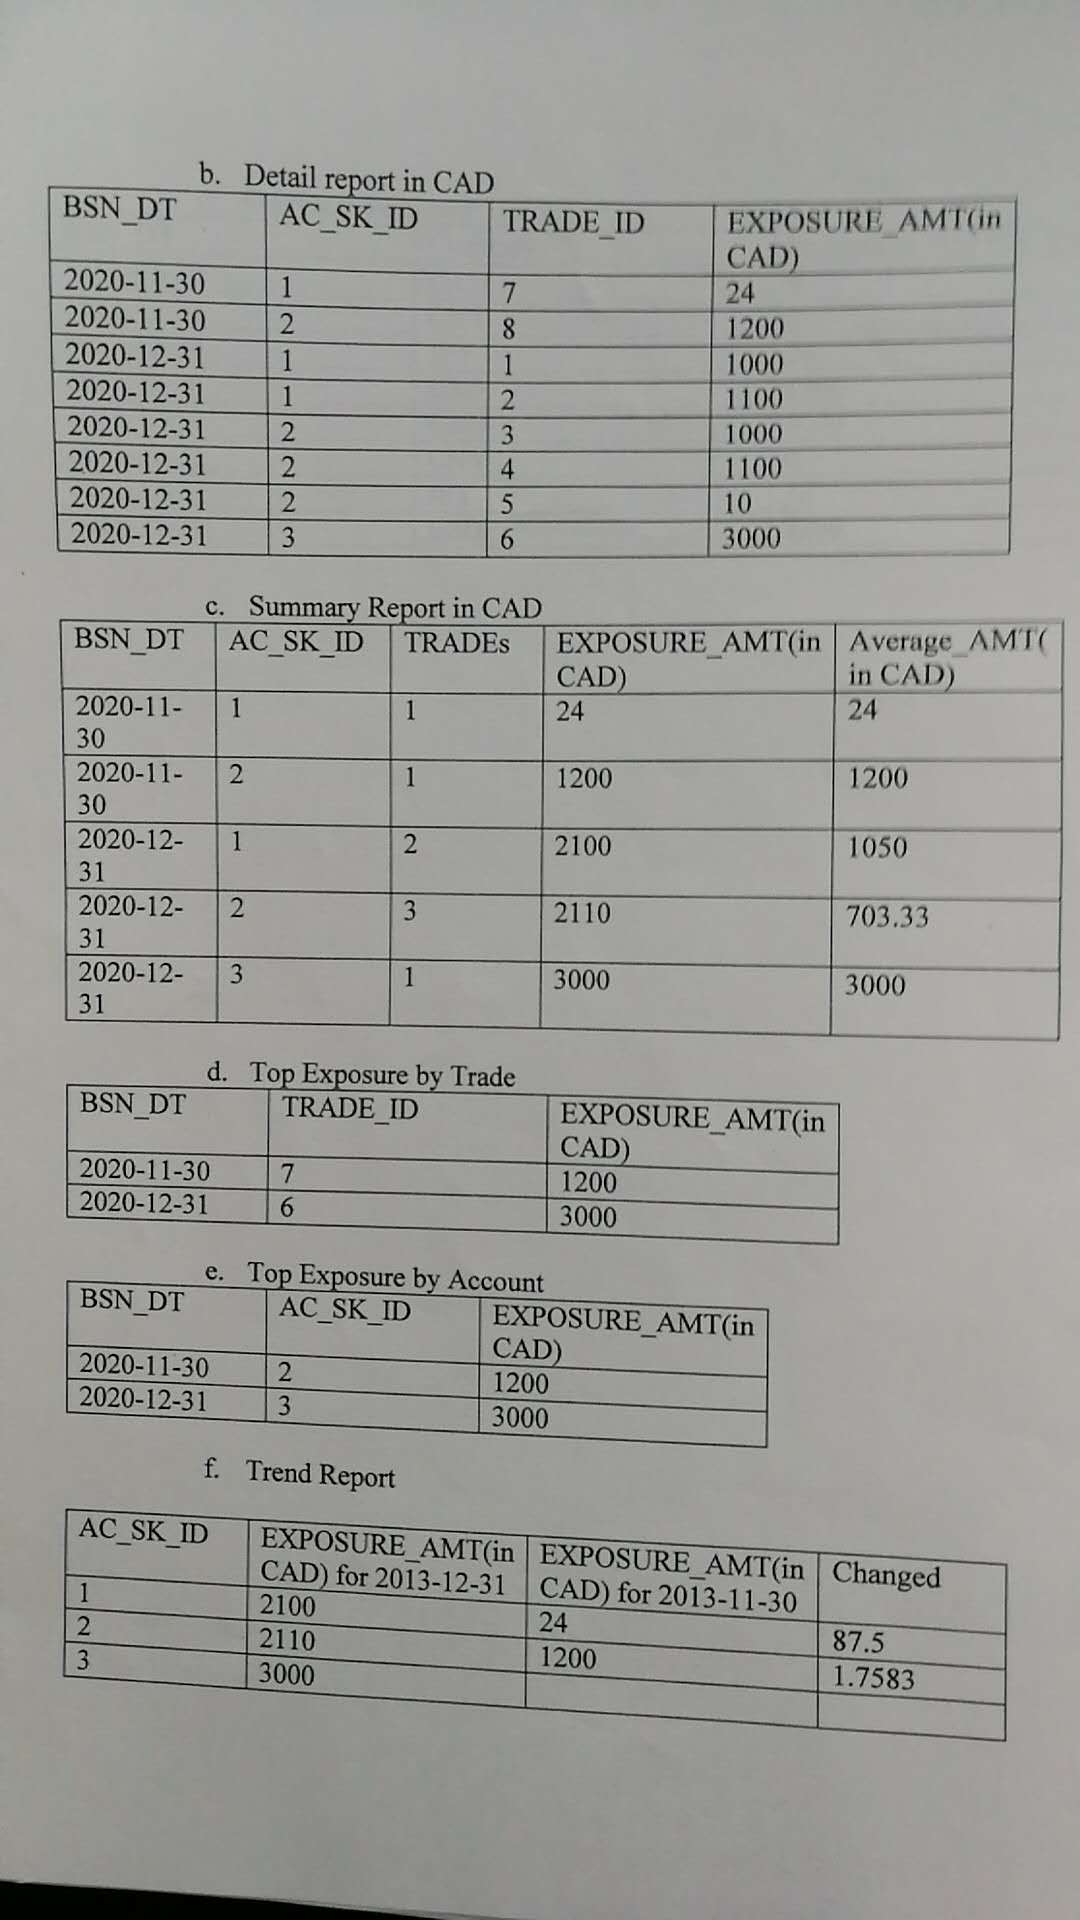 b. Detail report in CAD
BSN_DT AC_SK_ID TRADE_ID EXPOSURE_AMT(in
CAD)
2020-11-30 1 7 24
2020-11-30 2 8 1200
2020-12-31 1 1 1000
2020-12-31 1 2 1100
2020-12-31 2 3 1000
2020-12-31 2 4 1100
2020-12-31 2 5 10
2020-12-31 3 6 3000
c. Summary Report in CAD
BSN_DT AC_SK_ID TRADEs EXPOSURE_AMT(in Average_AMT(
CAD) in CAD)
2020-11- 1 1 24 24
30
2020-11- 2 1 1200 1200
30
2020-12- 1 2 2100 1050
31
2020-12- 2 3 2110 703.33
31
2020-12- 3 1 3000 3000
31
d. Top Exposure by Trade
BSN_DT TRADE_ID EXPOSURE_AMT(in
CAD)
2020-11-30 7 1200
2020-12-31 6 3000
e. Top Exposure by Account
BSN_DT AC_SK_ID EXPOSURE_AMT(in
CAD)
2020-11-30 2 1200
2020-12-31 3 3000
f. Trend Report
AC_SK_ID EXPOSURE_AMT(in EXPOSURE_AMT(in Changed
CAD) for 2013-12-31 CAD) for 2013-11-30
1 2100 24 87.5
2 2110 1200 1.7583
3 3000